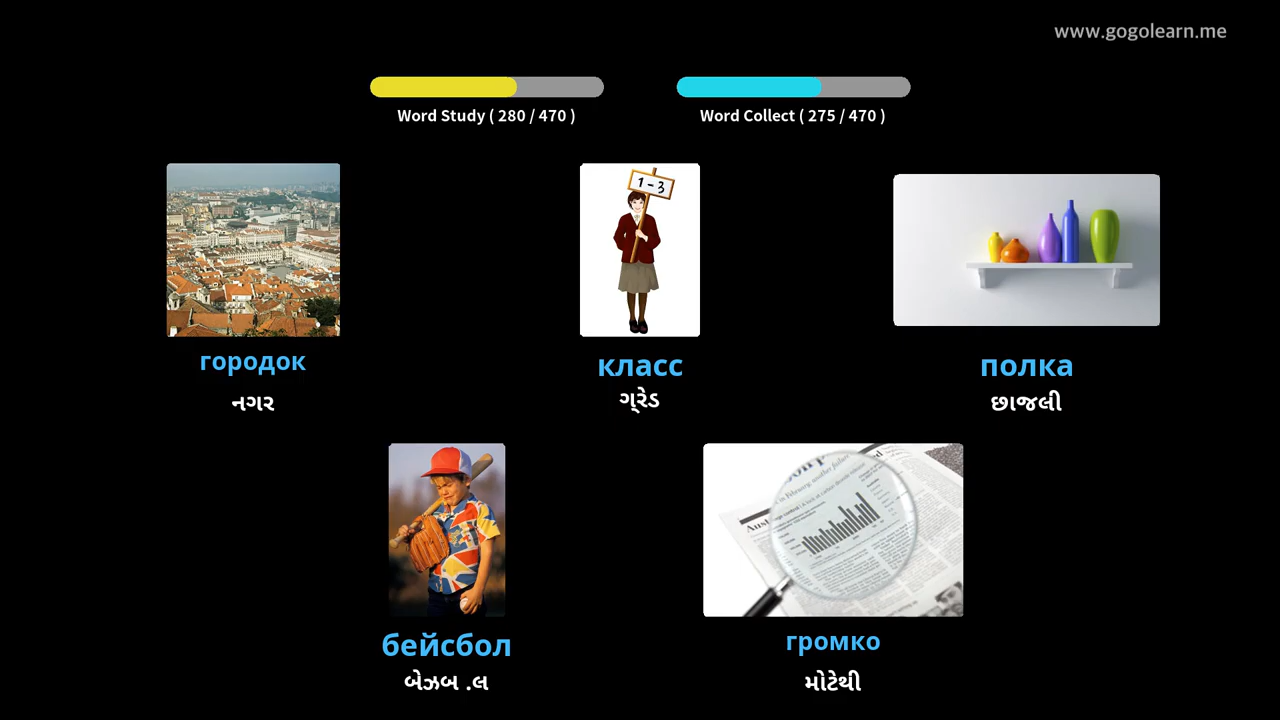 www.gogolearn.me
Word Study ( 280 / 470 )
Word Collect ( 275 / 470 )
1 - 3
городок
નગર
класс
ગ્રેડ
полка
છાજલી
бейсбол
બેઝબ .લ
громко
મોટેથી